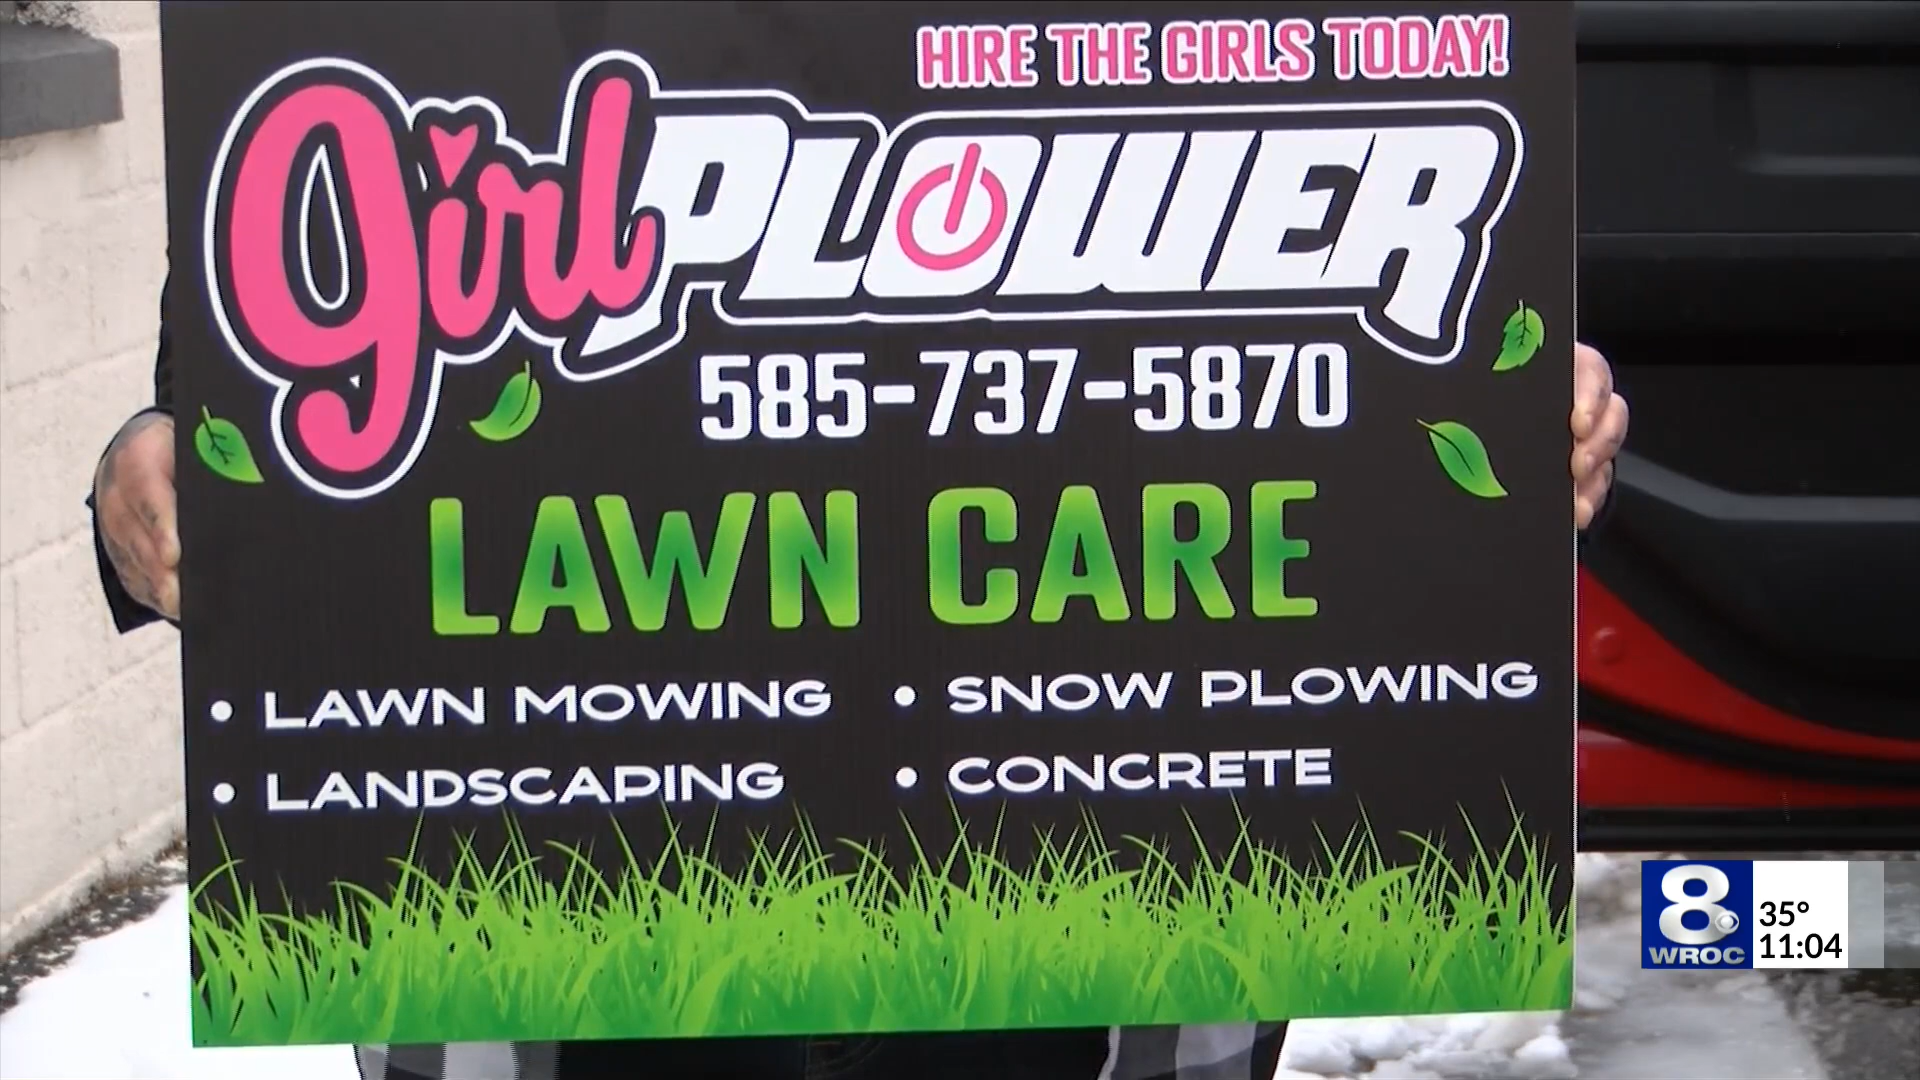 HIRE THE GIRLS TODAY!
girl PLOWER
585-737-5870
LAWN CARE
• LAWN MOWING
• SNOW PLOWING
• LANDSCAPING
• CONCRETE
8
WROC
35°
11:04